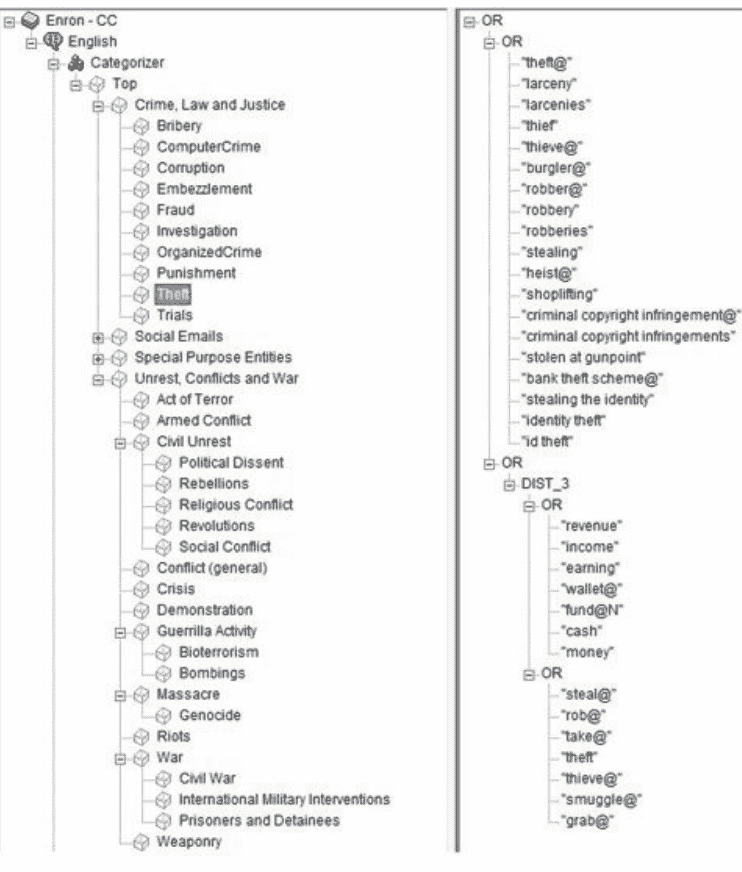 Enron - CC
English
Categorizer
Top
Crime, Law and Justice
Bribery
ComputerCrime
Corruption
Embezzlement
Fraud
Investigation
OrganizedCrime
Punishment
Theft
Trials
Social Emails
Special Purpose Entities
Unrest, Conflicts and War
Act of Terror
Armed Conflict
Civil Unrest
Political Dissent
Rebellions
Religious Conflict
Revolutions
Social Conflict
Conflict (general)
Crisis
Demonstration
Guerrilla Activity
Bioterrorism
Bombings
Massacre
Genocide
Riots
War
Civil War
International Military Interventions
Prisoners and Detainees
Weaponry
OR
OR
"theft@"
"larceny"
"larcenies"
"thief"
"thieve@"
"burgler@"
"robber@"
"robbery"
"robberies"
"stealing"
"heist@"
"shoplifting"
"criminal copyright infringement@"
"criminal copyright infringements"
"stolen at gunpoint"
"bank theft scheme@"
"stealing the identity"
"identity theft"
"id theft"
OR
DIST_3
OR
"revenue"
"income"
"earning"
"wallet@"
"fund@N"
"cash"
"money"
OR
"steal@"
"rob@"
"take@"
"theft"
"thieve@"
"smuggle@"
"grab@"